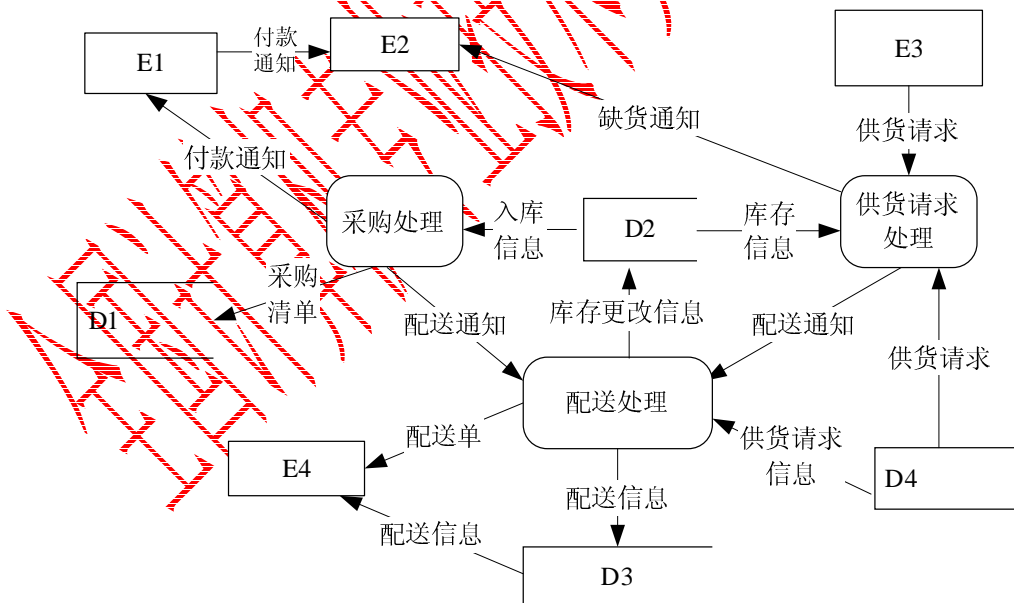 E1
付款
通知
E2
E3
缺货通知
供货请求
付款通知
采购处理
入库
信息
D2
库存
信息
供货请求
处理
采购
清单
D1
配送通知
库存更改信息
配送通知
供货请求
配送处理
配送单
供货请求
信息
E4
D4
配送信息
配送信息
D3